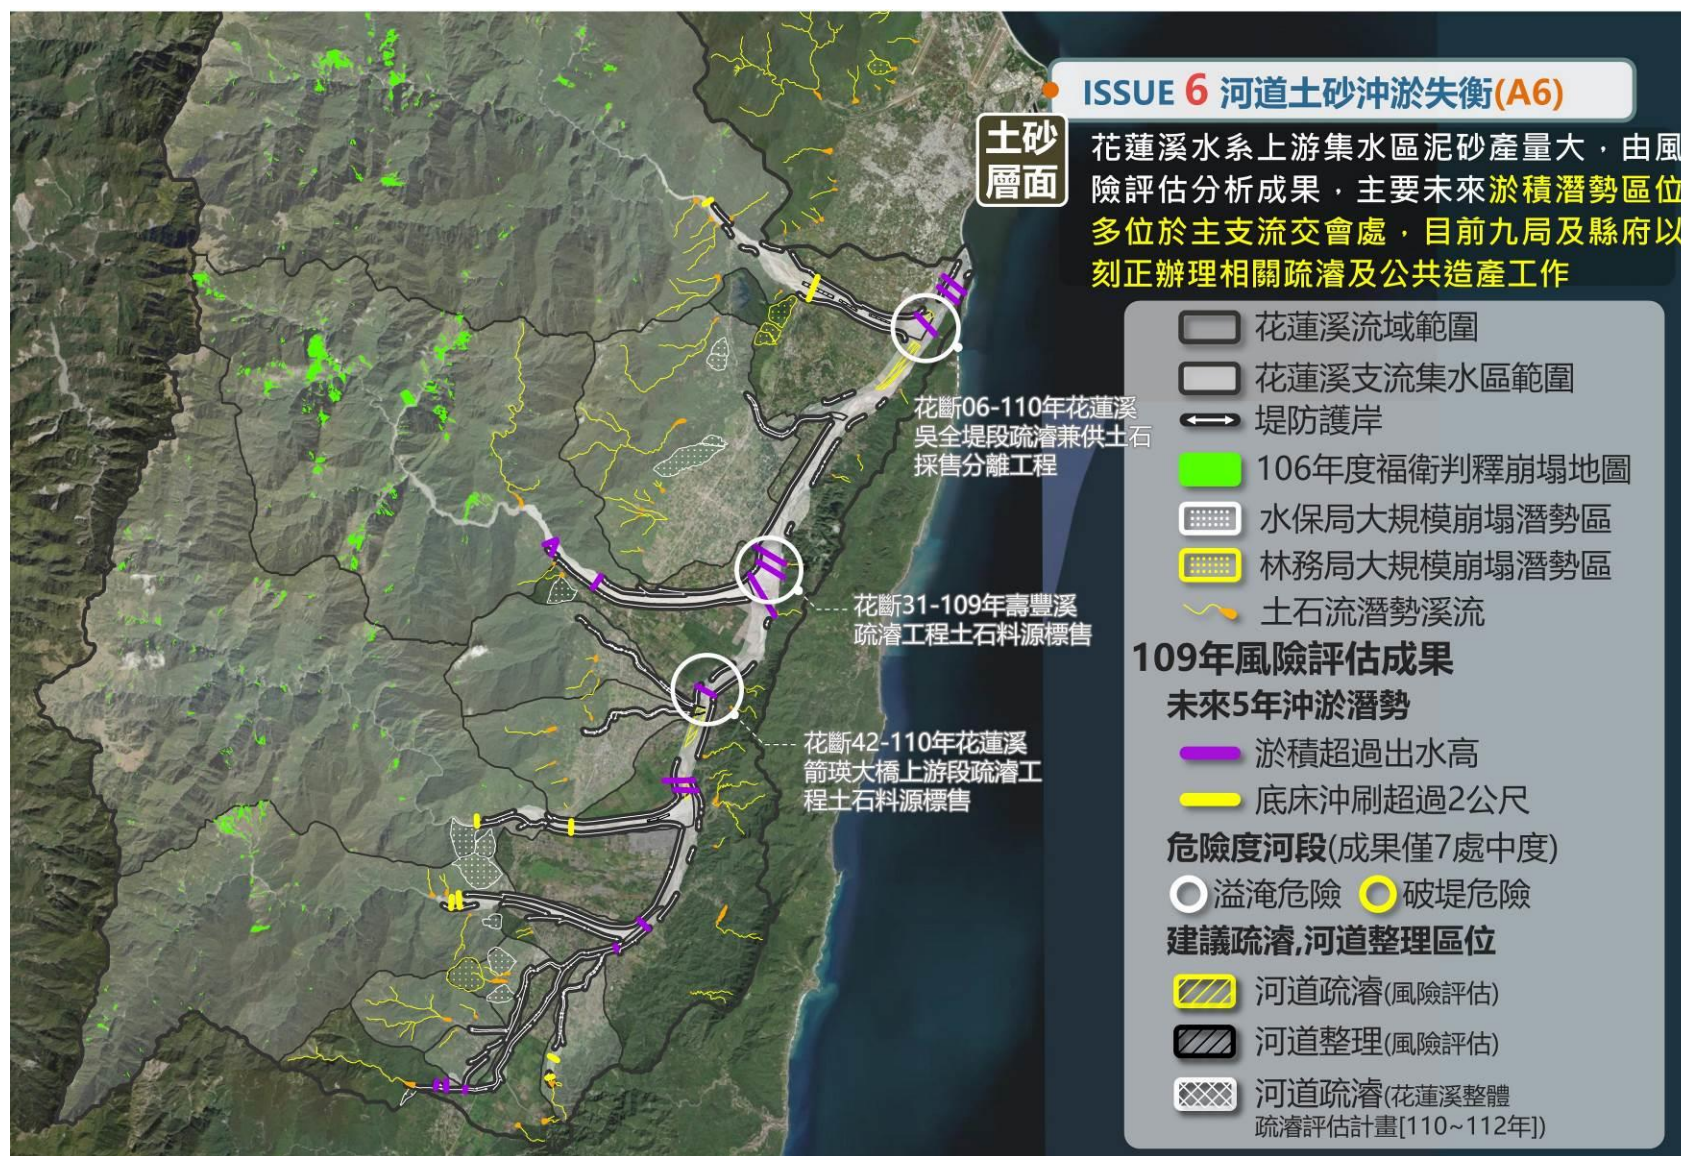 ISSUE 6 河道土砂沖淤失衡(A6)
土砂
層面
花蓮溪水系上游集水區泥砂產量大，由風
險評估分析成果，主要未來淤積潛勢區位
多位於主支流交會處，目前九局及縣府以
刻正辦理相關疏濬及公共造產工作
花斷06-110年花蓮溪
吳全堤段疏濬兼供土石
採售分離工程
花斷31-109年壽豐溪
疏濬工程土石料源標售
花斷42-110年花蓮溪
箭瑛大橋上游段疏濬工
程土石料源標售
花蓮溪流域範圍
花蓮溪支流集水區範圍
堤防護岸
106年度福衛判釋崩塌地圖
水保局大規模崩塌潛勢區
林務局大規模崩塌潛勢區
土石流潛勢溪流
109年風險評估成果
未來5年沖淤潛勢
淤積超過出水高
底床沖刷超過2公尺
危險度河段(成果僅7處中度)
溢淹危險 破堤危險
建議疏濬,河道整理區位
河道疏濬(風險評估)
河道整理(風險評估)
河道疏濬(花蓮溪整體
疏濬評估計畫[110~112年])